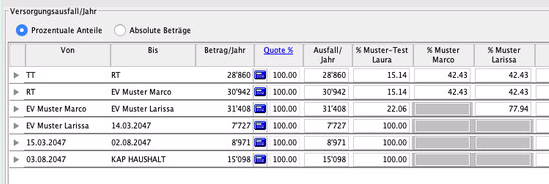 Versorgungsausfall/Jahr
Prozentuale Anteile Absolute Beträge
Von Bis Betrag/Jahr Quote % Ausfall/ Jahr % Muster-Test Laura % Muster Marco % Muster Larissa
TT RT 28'860 100.00 28'860 15.14 42.43 42.43
RT EV Muster Marco 30'942 100.00 30'942 15.14 42.43 42.43
EV Muster Marco EV Muster Larissa 31'408 100.00 31'408 22.06 77.94
EV Muster Larissa 14.03.2047 7'727 100.00 7'727 100.00
15.03.2047 02.08.2047 8'971 100.00 8'971 100.00
03.08.2047 KAP HAUSHALT 15'098 100.00 15'098 100.00